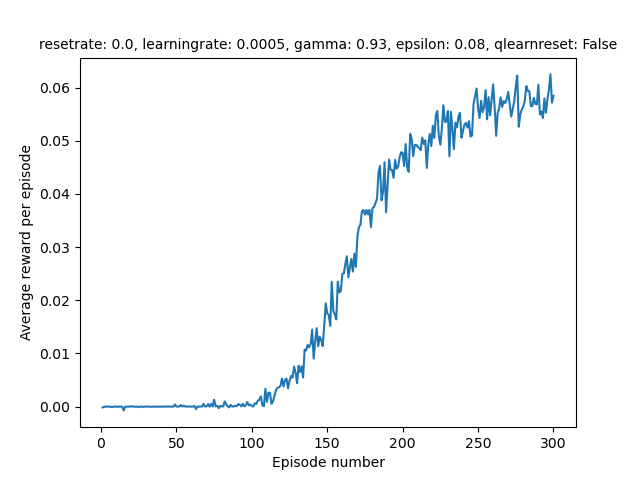 resetrate: 0.0, learningrate: 0.0005, gamma: 0.93, epsilon: 0.08, qlearnreset: False
Average reward per episode
0.06
0.05
0.04
0.03
0.02
0.01
0.00
0 50 100 150 200 250 300
Episode number